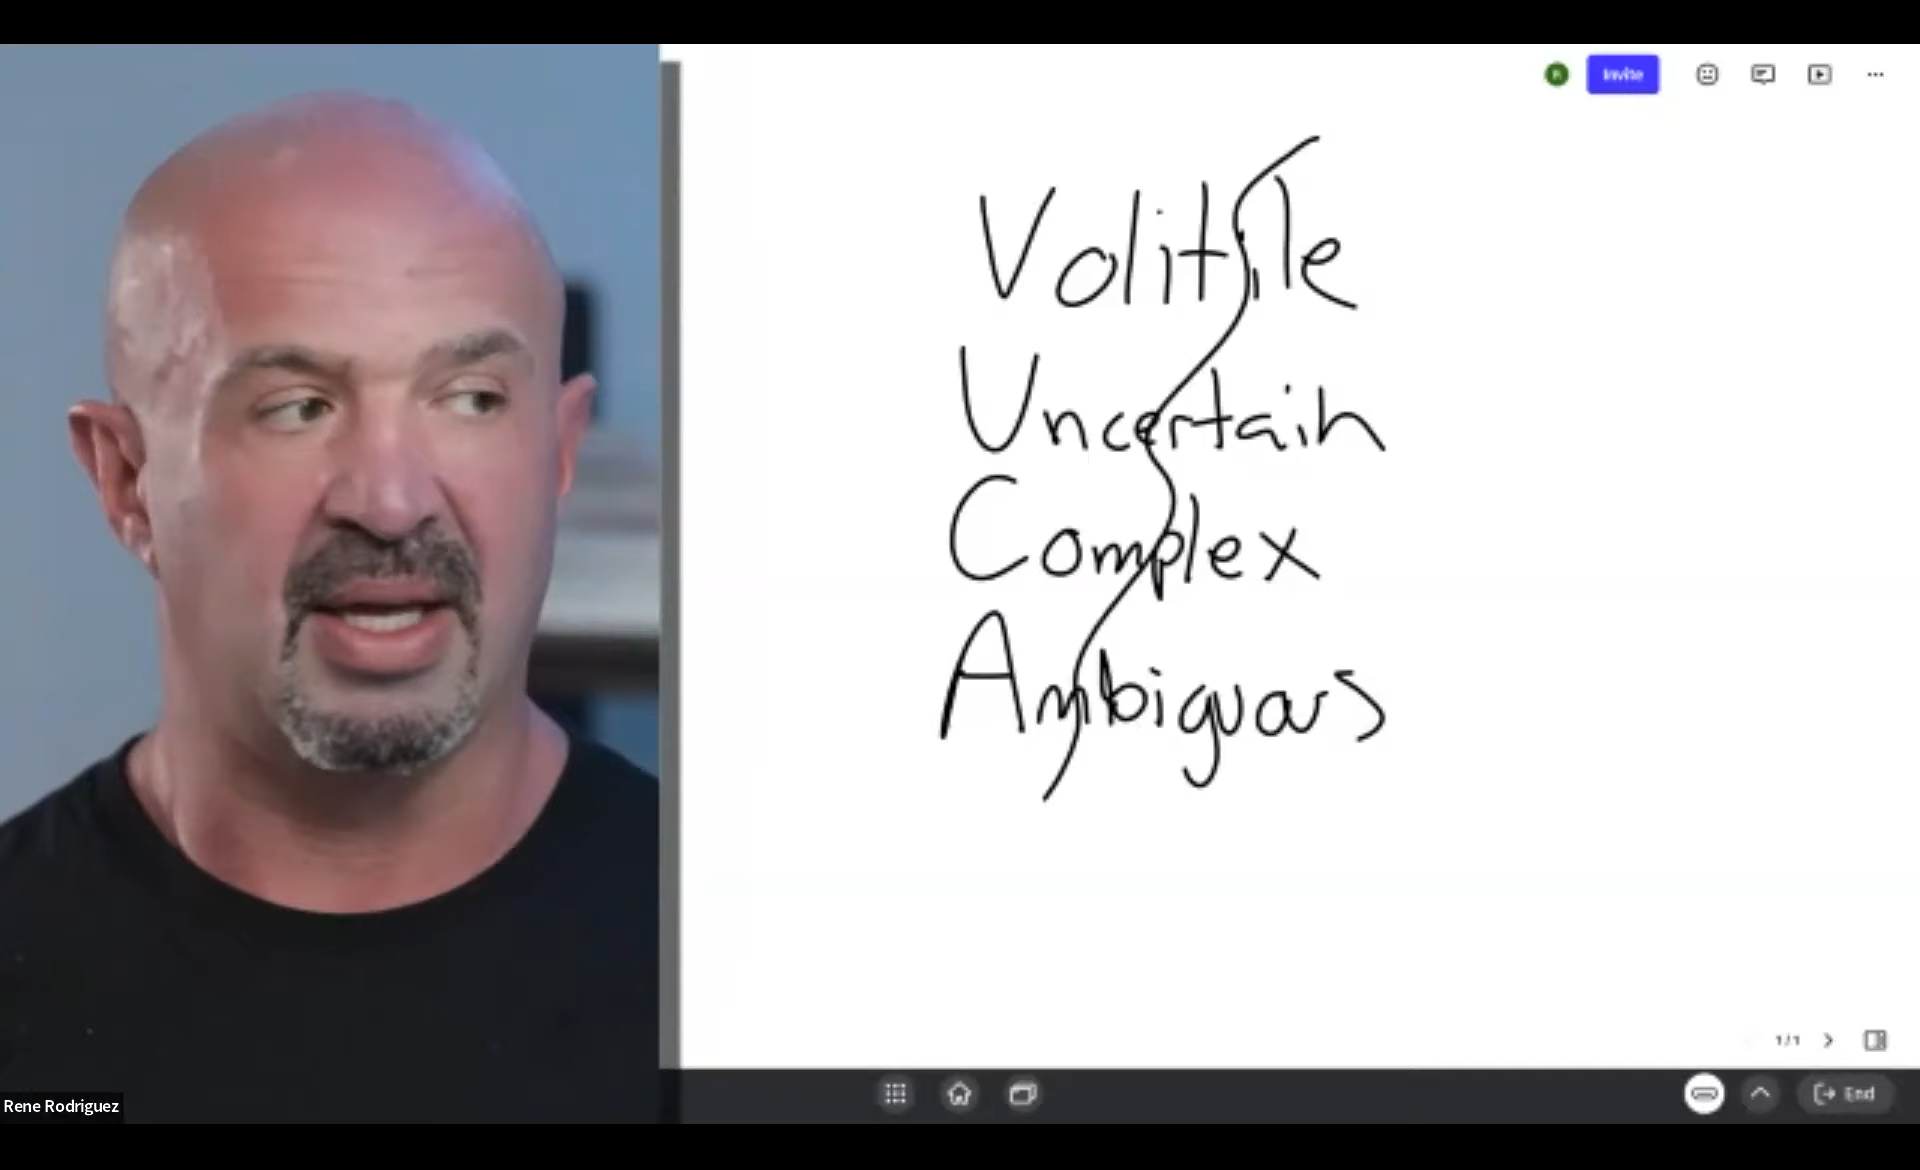 Invite
Volitile
Uncertain
Complex
Ambiguous
1/1
End
Rene Rodriguez